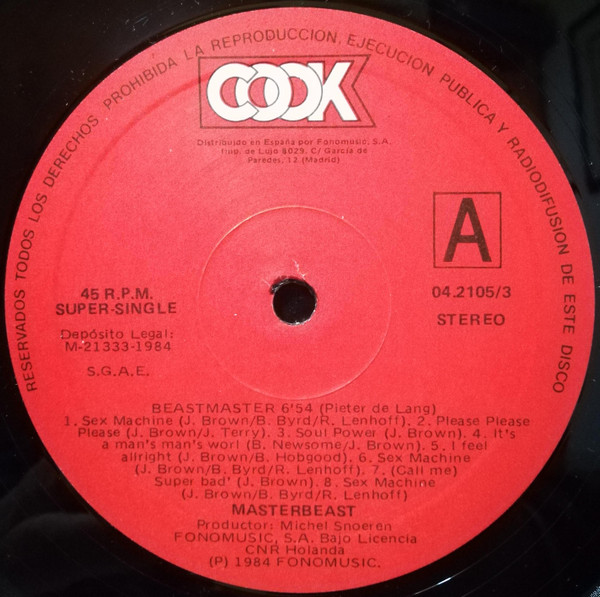 RESERVADOS TODOS LOS DERECHOS PROHIBIDA LA REPRODUCCION, EJECUCION PUBLICA Y RADIODIFUSION DE ESTE DISCO
COOK
Distribuido en España por Fonomusic, S.A.
Imp. de Lujo 8029. C/ García de
Paredes, 12 (Madrid)
A
45 R.P.M.
SUPER-SINGLE
04.2105/3
STEREO
Depósito Legal:
M-21333-1984
S.G.A.E.
BEASTMASTER 6'54 (Pieter de Lang)
1. Sex Machine (J. Brown/B. Byrd/R. Lenhoff). 2. Please Please
Please (J. Brown/J. Terry). 3. Soul Power (J. Brown). 4. It's
a man's man's worl (B. Newsome/J. Brown). 5. I feel
allright (J. Brown/B. Hobgood). 6. Sex Machine
(J. Brown/B. Byrd/R. Lenhoff). 7. (Call me)
Super bad' (J. Brown). 8. Sex Machine
(J. Brown/B. Byrd/R. Lenhoff)
MASTERBEAST
Productor: Michel Snoeren
FONOMUSIC, S.A. Bajo Licencia
CNR Holanda
(P) 1984 FONOMUSIC.